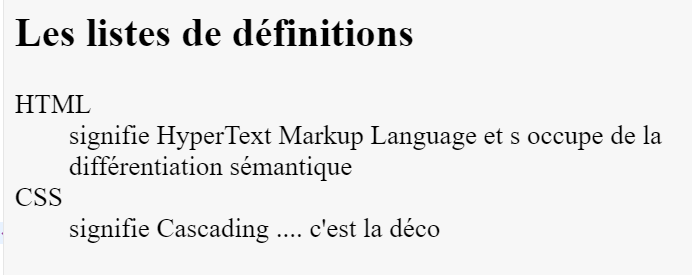 Les listes de définitions
HTML
signifie HyperText Markup Language et s occupe de la
différentiation sémantique
CSS
signifie Cascading .... c'est la déco